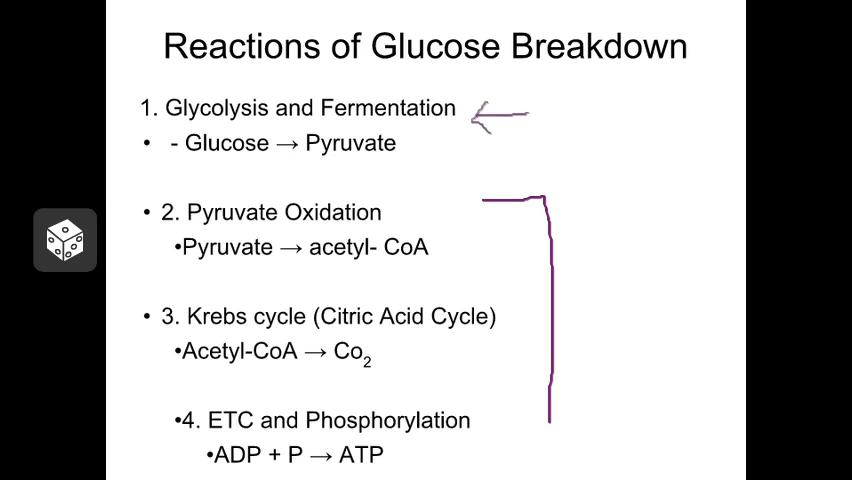 Reactions of Glucose Breakdown
1. Glycolysis and Fermentation
• - Glucose → Pyruvate
• 2. Pyruvate Oxidation
•Pyruvate → acetyl- CoA
• 3. Krebs cycle (Citric Acid Cycle)
•Acetyl-CoA → Co₂
•4. ETC and Phosphorylation
•ADP + P → ATP